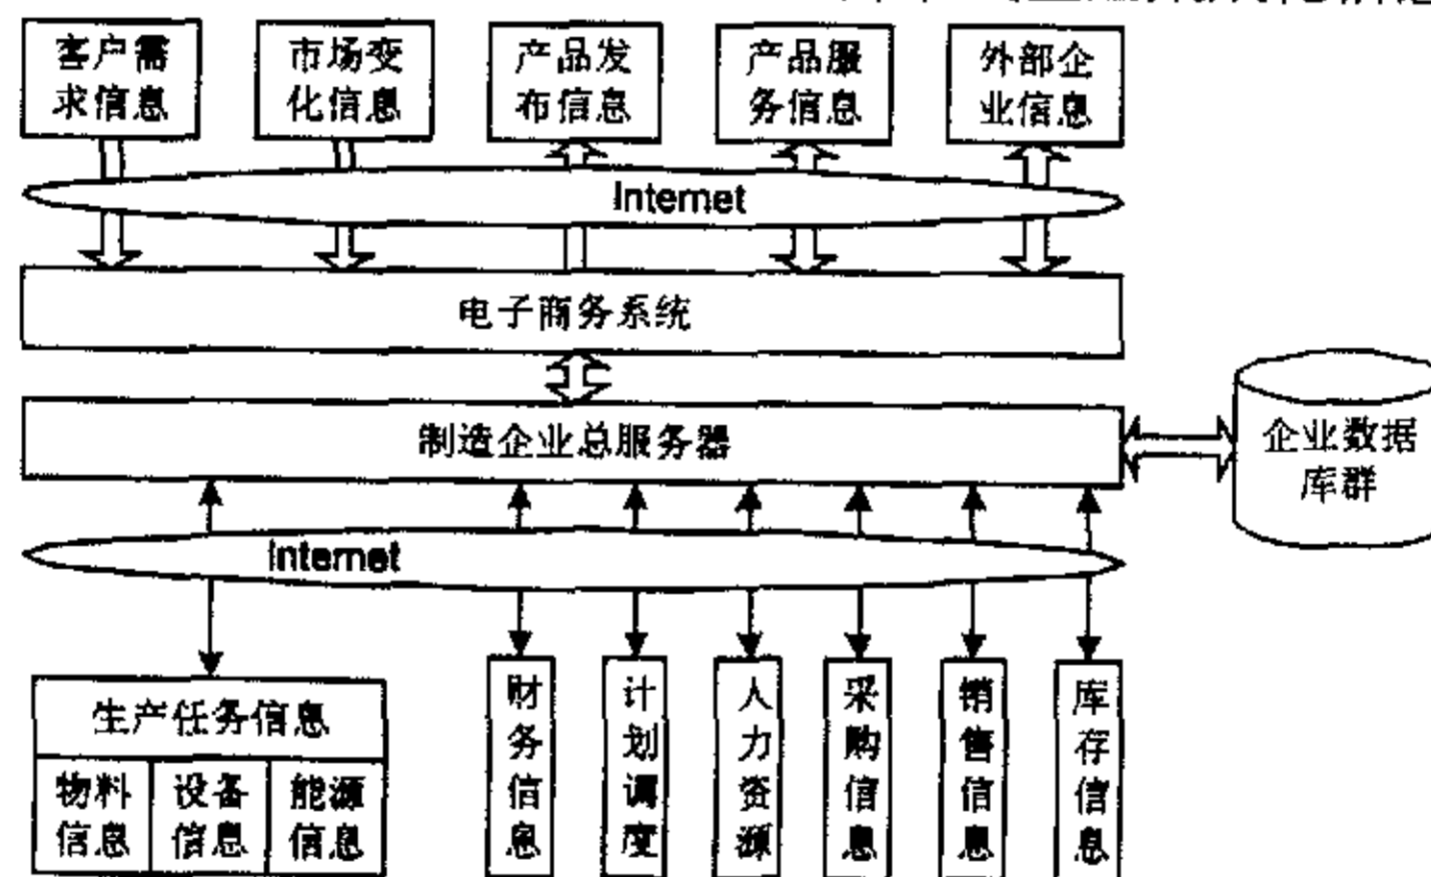 客户需
求信息
市场变
化信息
产品发
布信息
产品服
务信息
外部企
业信息
Internet
电子商务系统
制造企业总服务器
企业数据
库群
Internet
生产任务信息
物料
信息
设备
信息
能源
信息
财务信息
计划调度
人力资源
采购信息
销售信息
库存信息